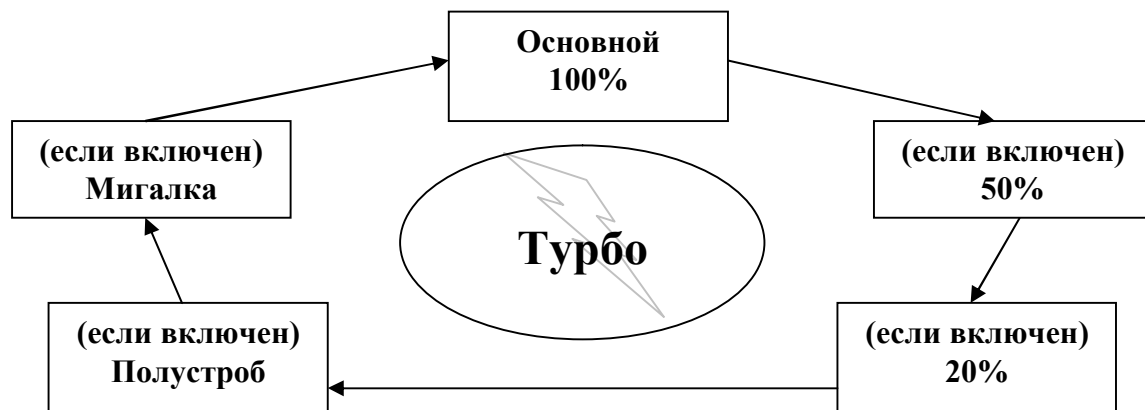 Основной
100%
(если включен)
Мигалка
(если включен)
50%
Турбо
(если включен)
Полустроб
(если включен)
20%